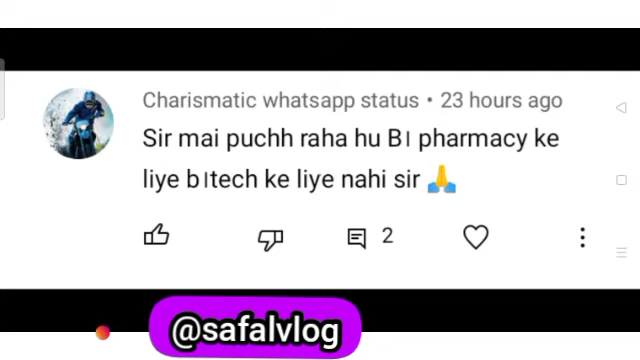 Charismatic whatsapp status • 23 hours ago
Sir mai puchh raha hu B। pharmacy ke
liye b।tech ke liye nahi sir 🙏
2
@safalvlog